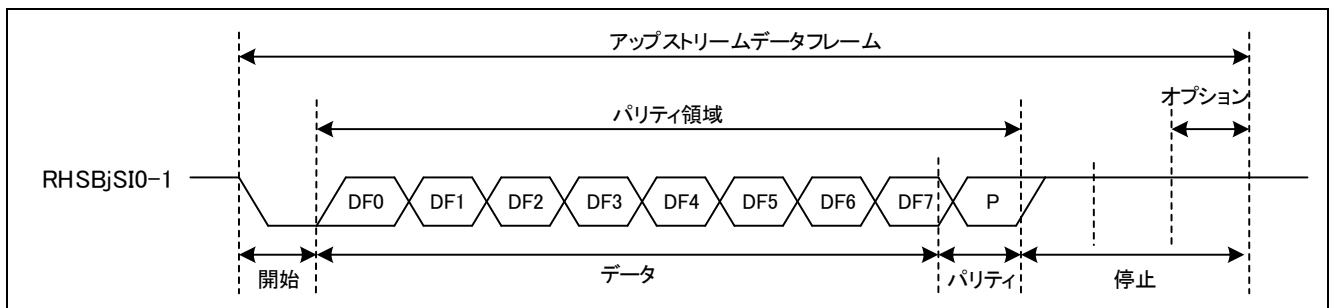 アップストリームデータフレーム
オプション
パリティ領域
RHSBjSI0-1
DF0 DF1 DF2 DF3 DF4 DF5 DF6 DF7 P
開始 データ パリティ 停止